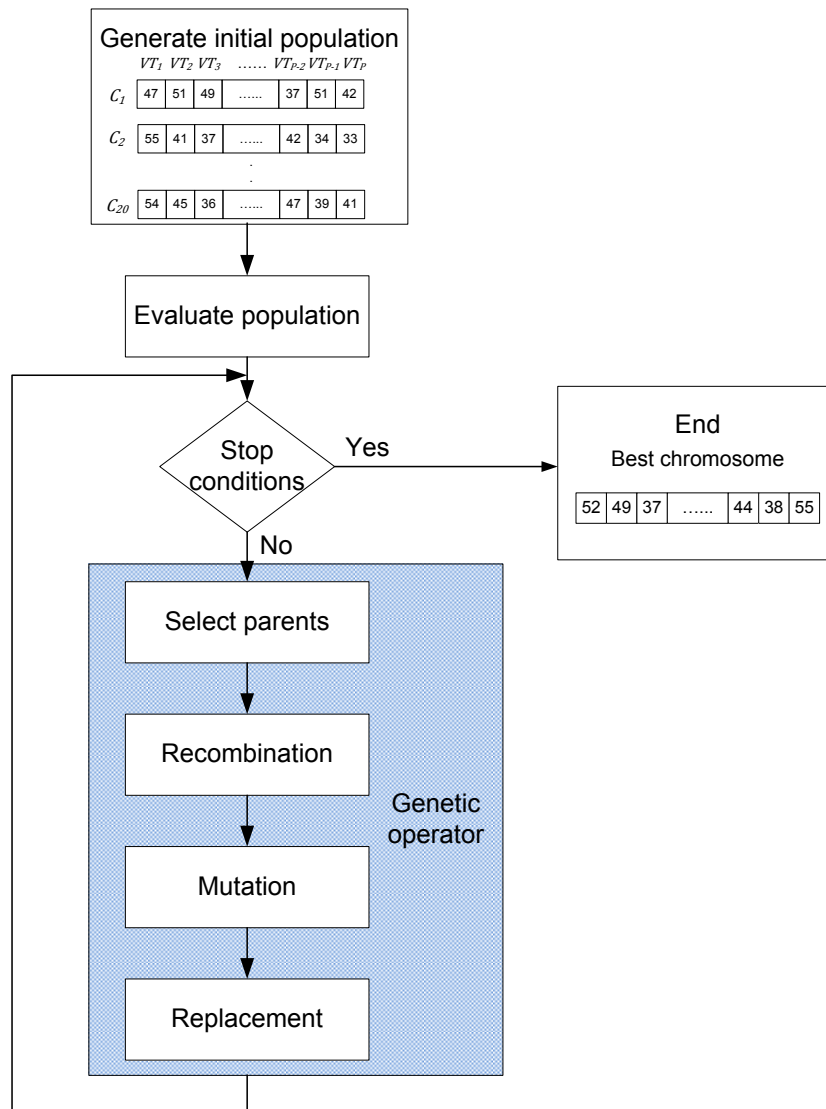 Generate initial population
VT1 VT2 VT3 …… VTP-2 VTP-1 VTP
C1 47 51 49 …... 37 51 42
C2 55 41 37 …... 42 34 33
.
.
C20 54 45 36 …... 47 39 41
Evaluate population
Stop
conditions
Yes
End
Best chromosome
52 49 37 …... 44 38 55
No
Select parents
Recombination
Genetic
operator
Mutation
Replacement